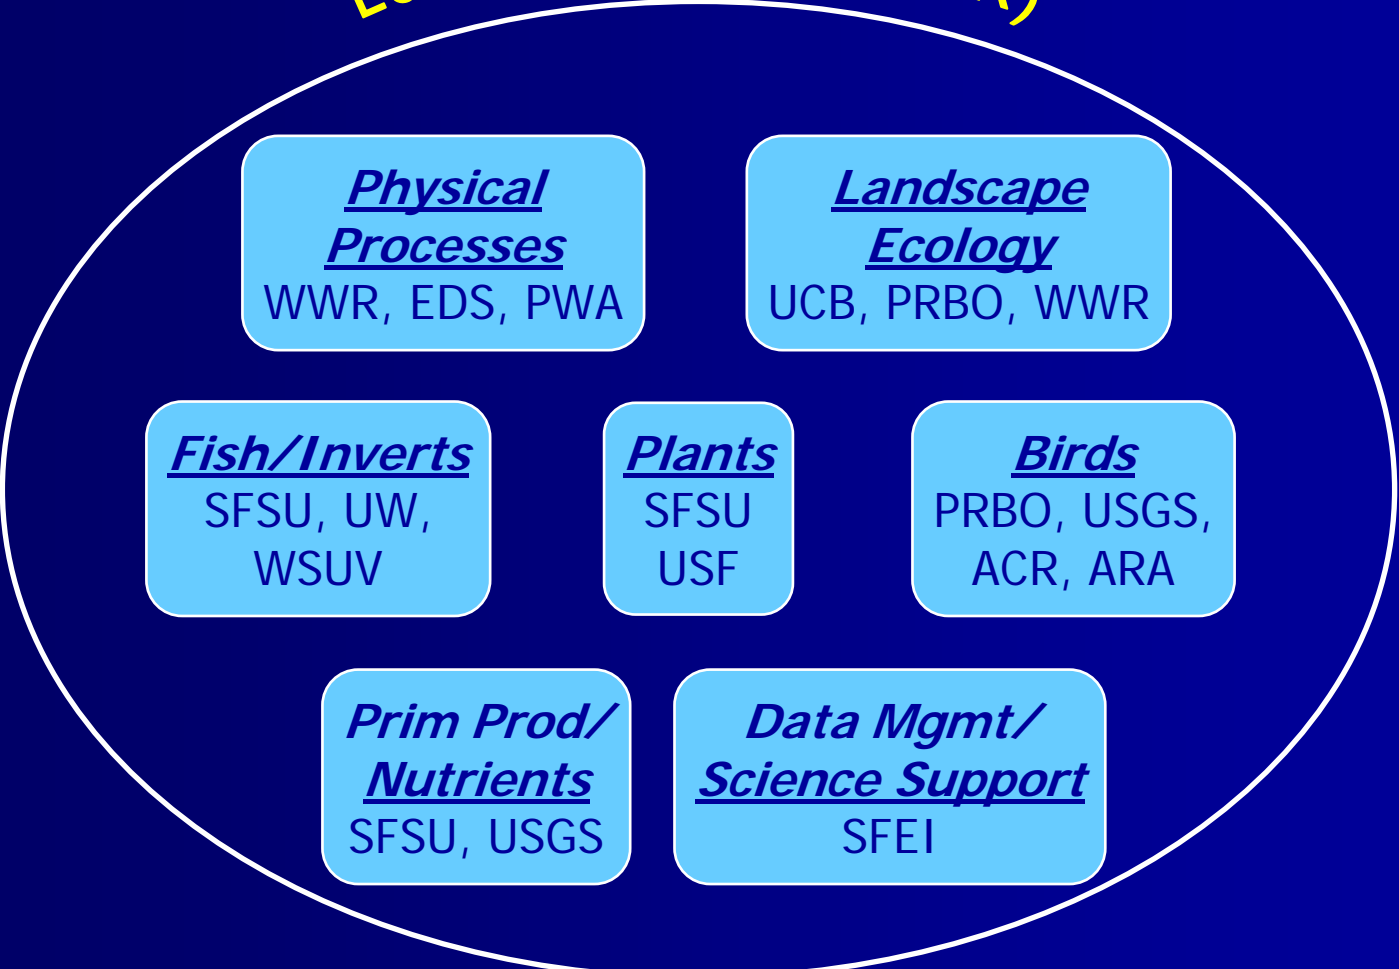 Physical
Processes
WWR, EDS, PWA
Landscape
Ecology
UCB, PRBO, WWR
Fish/Inverts
SFSU, UW,
WSUV
Plants
SFSU
USF
Birds
PRBO, USGS,
ACR, ARA
Prim Prod/
Nutrients
SFSU, USGS
Data Mgmt/
Science Support
SFEI